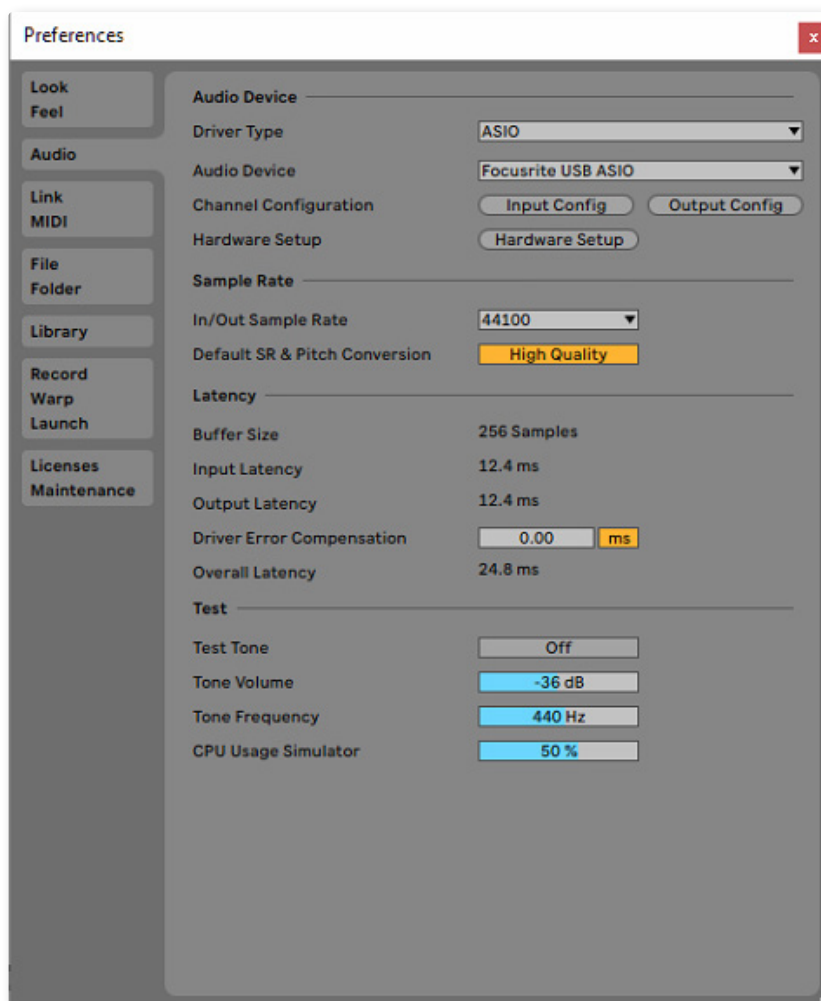 Preferences
x
Look
Feel
Audio
Link
MIDI
File
Folder
Library
Record
Warp
Launch
Licenses
Maintenance
Audio Device
Driver Type ASIO
Audio Device Focusrite USB ASIO
Channel Configuration Input Config Output Config
Hardware Setup Hardware Setup
Sample Rate
In/Out Sample Rate 44100
Default SR & Pitch Conversion High Quality
Latency
Buffer Size 256 Samples
Input Latency 12.4 ms
Output Latency 12.4 ms
Driver Error Compensation 0.00 ms
Overall Latency 24.8 ms
Test
Test Tone Off
Tone Volume -36 dB
Tone Frequency 440 Hz
CPU Usage Simulator 50 %